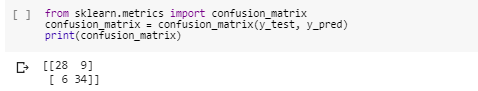 [ ] from sklearn.metrics import confusion_matrix
confusion_matrix = confusion_matrix(y_test, y_pred)
print(confusion_matrix)
[[28  9]
 [ 6 34]]